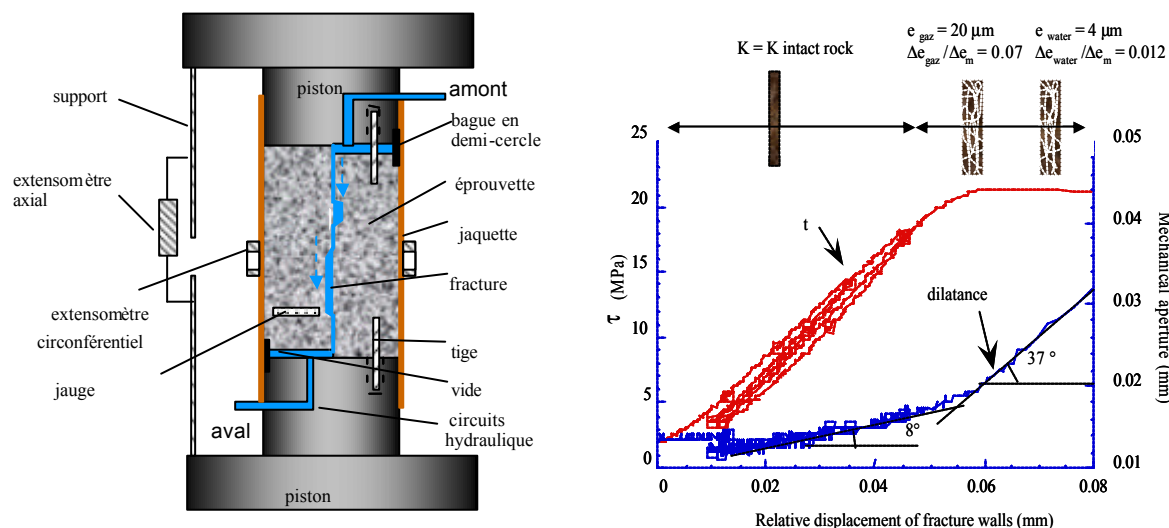 support
extensomètre
axial
extensomètre
circonférentiel
jauge
aval
piston
amont
bague en
demi-cercle
éprouvette
jaquette
fracture
tige
vide
circuits
hydraulique
piston
K = K intact rock
e gaz = 20 µm
Δe gaz /Δe m = 0.07
e water = 4 µm
Δe water /Δe m = 0.012
25
20
15
10
5
0
τ (MPa)
t
dilatance
37 °
8°
0.05
0.04
0.03
0.02
0.01
Mechanical aperture (mm)
0 0.02 0.04 0.06 0.08
Relative displacement of fracture walls (mm)